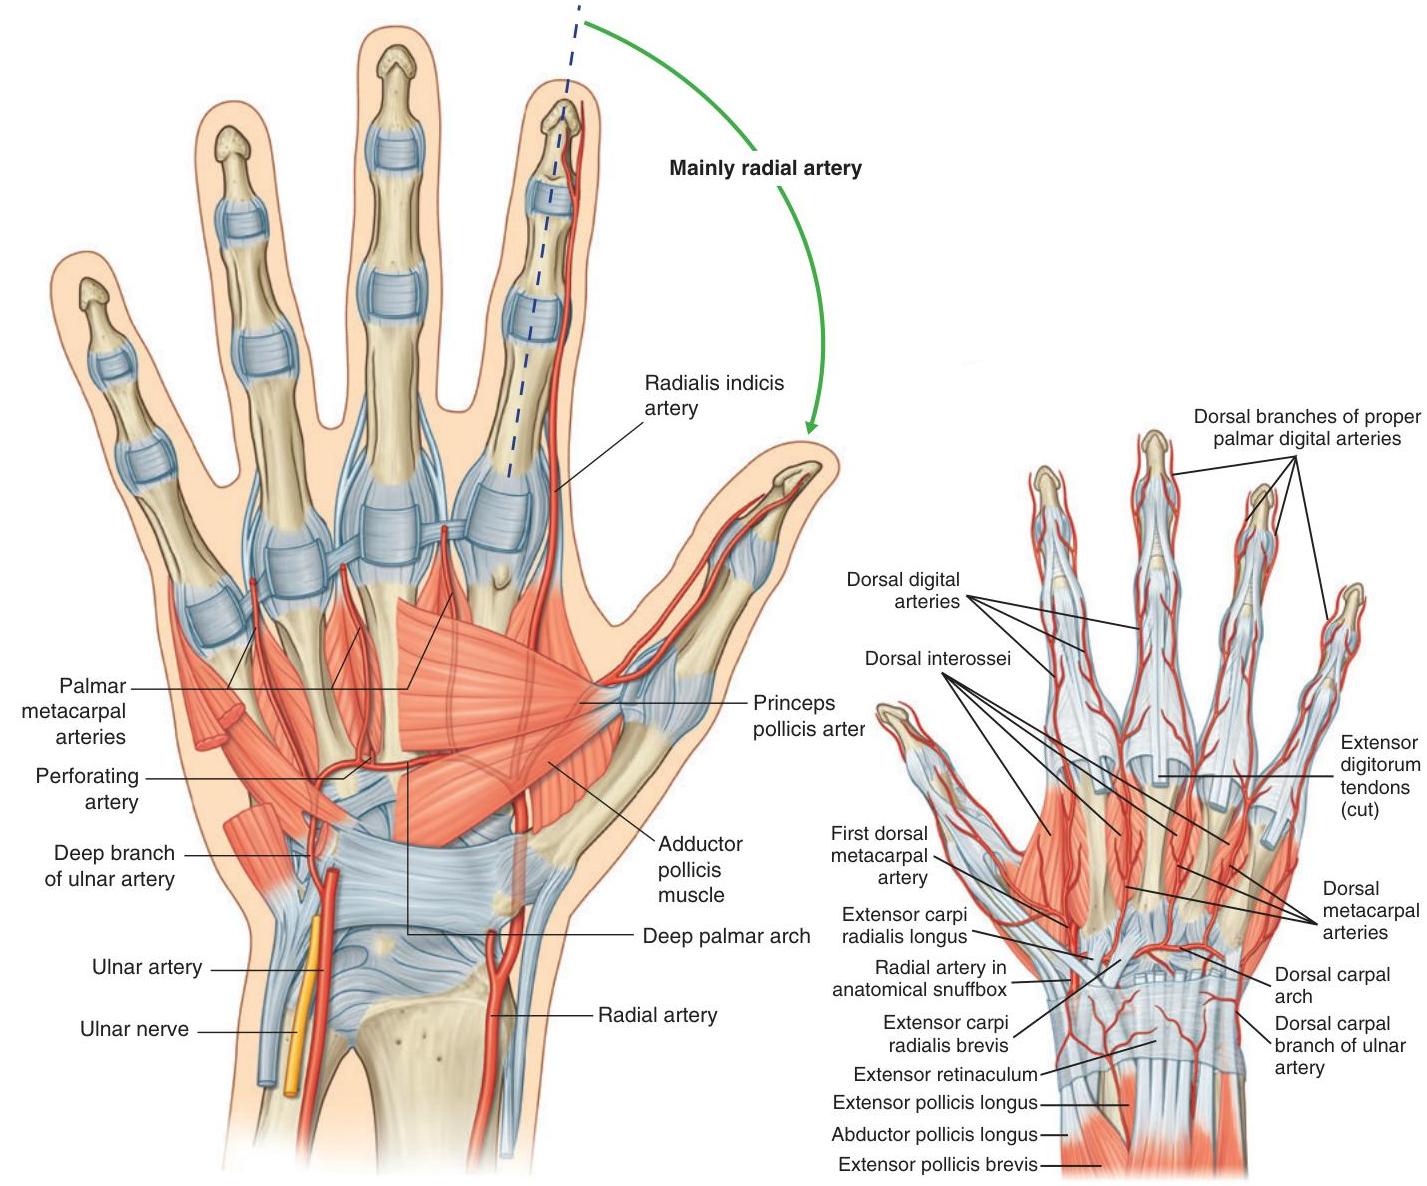 Mainly radial artery
Radialis indicis
artery
Palmar
metacarpal
arteries
Perforating
artery
Deep branch
of ulnar artery
Ulnar artery
Ulnar nerve
Princeps
pollicis arter
Adductor
pollicis
muscle
Deep palmar arch
Radial artery
Dorsal branches of proper
palmar digital arteries
Dorsal digital
arteries
Dorsal interossei
First dorsal
metacarpal
artery
Extensor carpi
radialis longus
Radial artery in
anatomical snuffbox
Extensor carpi
radialis brevis
Extensor retinaculum
Extensor pollicis longus
Abductor pollicis longus
Extensor pollicis brevis
Extensor
digitorum
tendons
(cut)
Dorsal
metacarpal
arteries
Dorsal carpal
arch
Dorsal carpal
branch of ulnar
artery